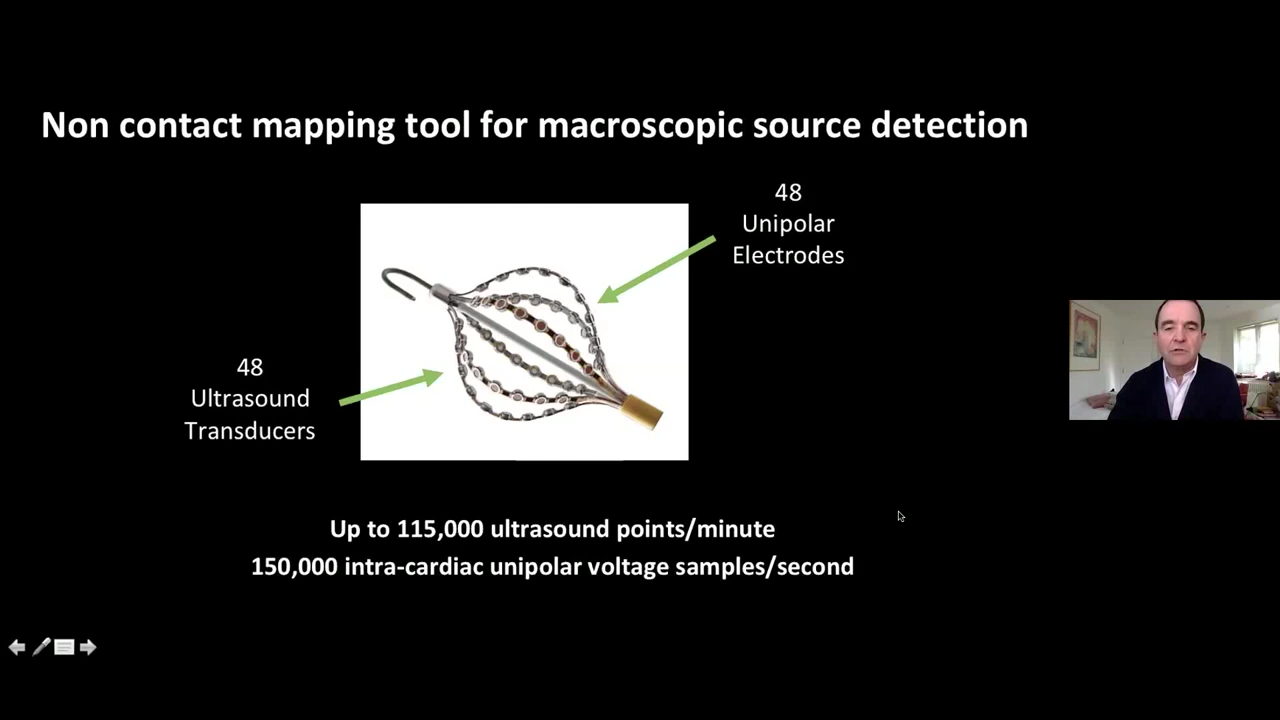 Non contact mapping tool for macroscopic source detection
48
Unipolar
Electrodes
48
Ultrasound
Transducers
Up to 115,000 ultrasound points/minute
150,000 intra-cardiac unipolar voltage samples/second